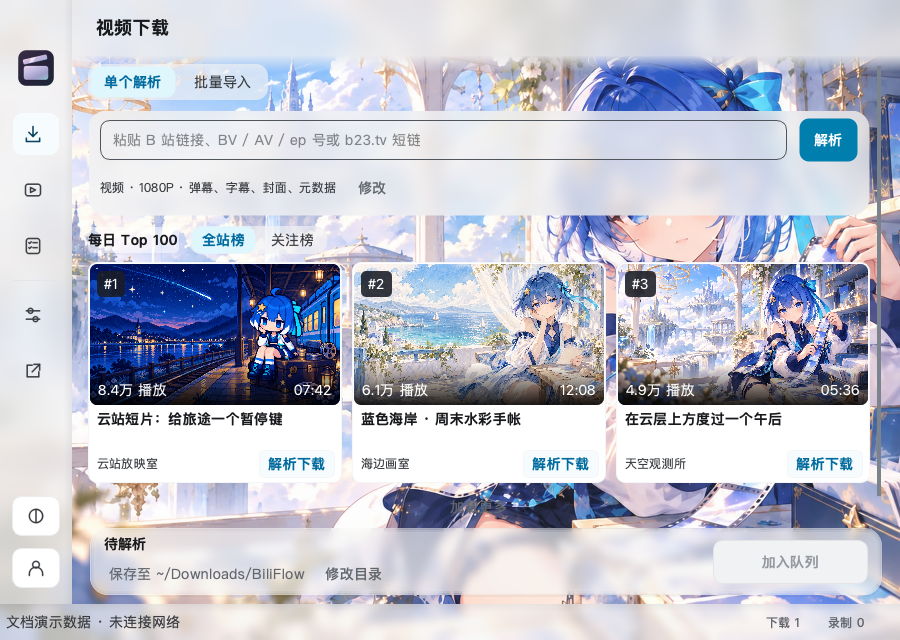 视频下载
单个解析 批量导入
粘贴 B 站链接、BV / AV / ep 号或 b23.tv 短链 解析
视频 · 1080P · 弹幕、字幕、封面、元数据 修改
每日 Top 100 全站榜 关注榜
#1 #2 #3
8.4万 播放 07:42 6.1万 播放 12:08 4.9万 播放 05:36
云站短片：给旅途一个暂停键 蓝色海岸 · 周末水彩手帐 在云层上方度过一个午后
云站放映室 解析下载 海边画室 解析下载 天空观测所 解析下载
待解析
保存至 ~/Downloads/BiliFlow 修改目录 加入队列
文档演示数据 · 未连接网络 下载 1 录制 0